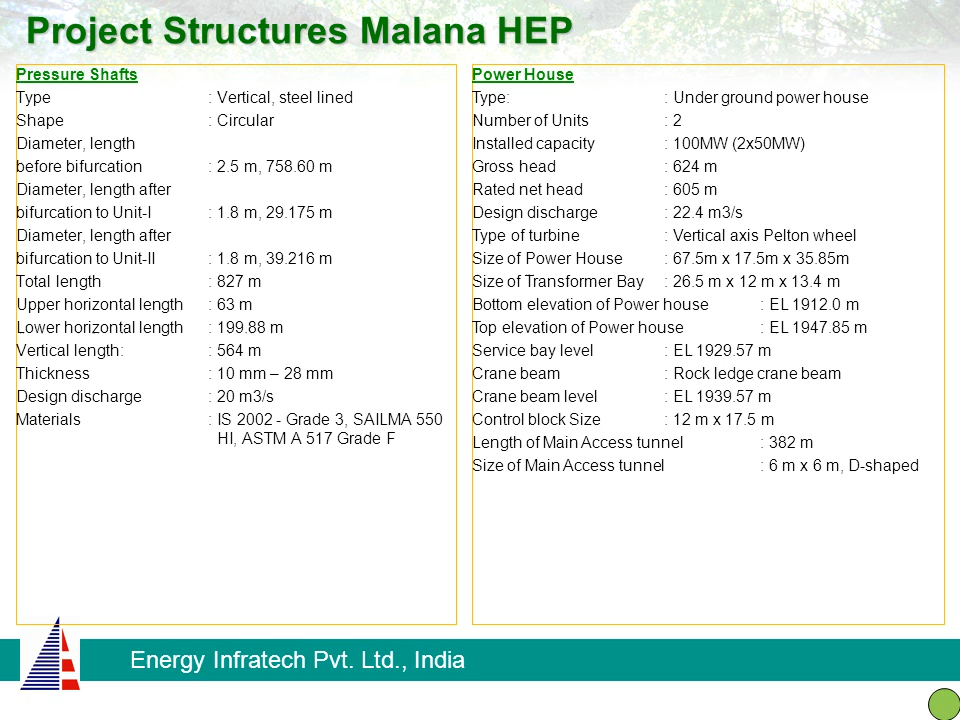 Project Structures Malana HEP
Pressure Shafts
Type : Vertical, steel lined
Shape : Circular
Diameter, length
before bifurcation : 2.5 m, 758.60 m
Diameter, length after
bifurcation to Unit-I : 1.8 m, 29.175 m
Diameter, length after
bifurcation to Unit-II : 1.8 m, 39.216 m
Total length : 827 m
Upper horizontal length : 63 m
Lower horizontal length : 199.88 m
Vertical length: : 564 m
Thickness : 10 mm – 28 mm
Design discharge : 20 m3/s
Materials : IS 2002 - Grade 3, SAILMA 550
HI, ASTM A 517 Grade F
Power House
Type: : Under ground power house
Number of Units : 2
Installed capacity : 100MW (2x50MW)
Gross head : 624 m
Rated net head : 605 m
Design discharge : 22.4 m3/s
Type of turbine : Vertical axis Pelton wheel
Size of Power House : 67.5m x 17.5m x 35.85m
Size of Transformer Bay : 26.5 m x 12 m x 13.4 m
Bottom elevation of Power house : EL 1912.0 m
Top elevation of Power house : EL 1947.85 m
Service bay level : EL 1929.57 m
Crane beam : Rock ledge crane beam
Crane beam level : EL 1939.57 m
Control block Size : 12 m x 17.5 m
Length of Main Access tunnel : 382 m
Size of Main Access tunnel : 6 m x 6 m, D-shaped
Energy Infratech Pvt. Ltd., India